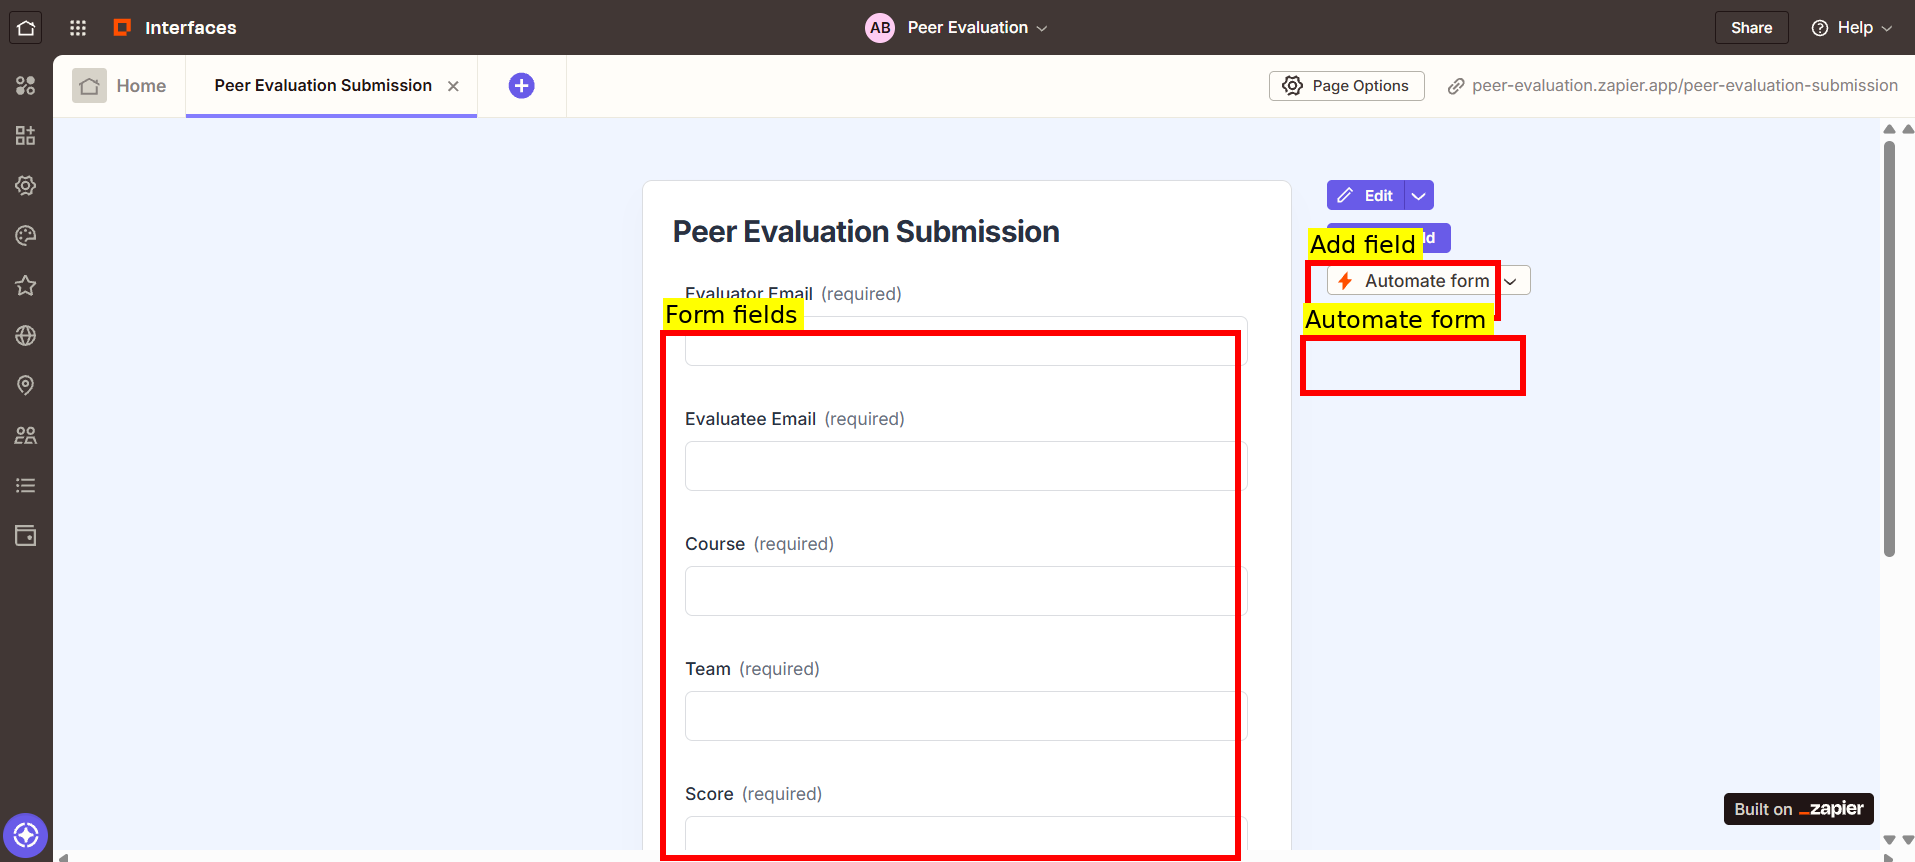 Interfaces
AB Peer Evaluation
Share
Help
Home
Peer Evaluation Submission
Page Options
peer-evaluation.zapier.app/peer-evaluation-submission
Edit
Peer Evaluation Submission
Add field
Automate form
Evaluator Email (required)
Form fields
Automate form
Evaluatee Email (required)
Course (required)
Team (required)
Score (required)
Built on zapier